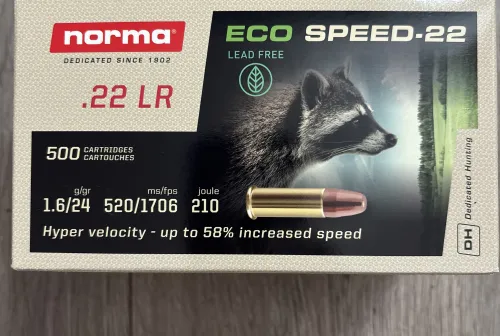 norma®
DEDICATED SINCE 1902
ECO SPEED-22
LEAD FREE
.22 LR
500 CARTRIDGES
CARTOUCHES
g/gr
1.6/24
ms/fps
520/1706
joule
210
Hyper velocity - up to 58% increased speed
DH Dedicated Hunting